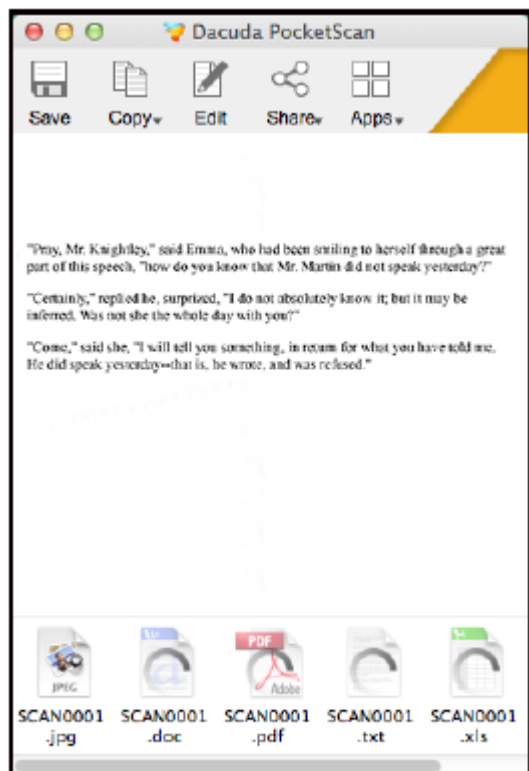 Dacuda PocketScan
Save Copy Edit Share Apps
"Pray, Mr. Knightley," said Emma, who had been smiling to herself through a great
part of this speech, "how do you know that Mr. Martin did not speak yesterday?"
"Certainly," replied he, surprized, "I do not absolutely know it; but it may be
inferred. Was not she the whole day with you?"
"Come," said she, "I will tell you something, in return for what you have told me.
He did speak yesterday--that is, he wrote, and was refused."
JPEG PDF Adobe
SCAN0001 SCAN0001 SCAN0001 SCAN0001 SCAN0001
.jpg .doc .pdf .txt .xls